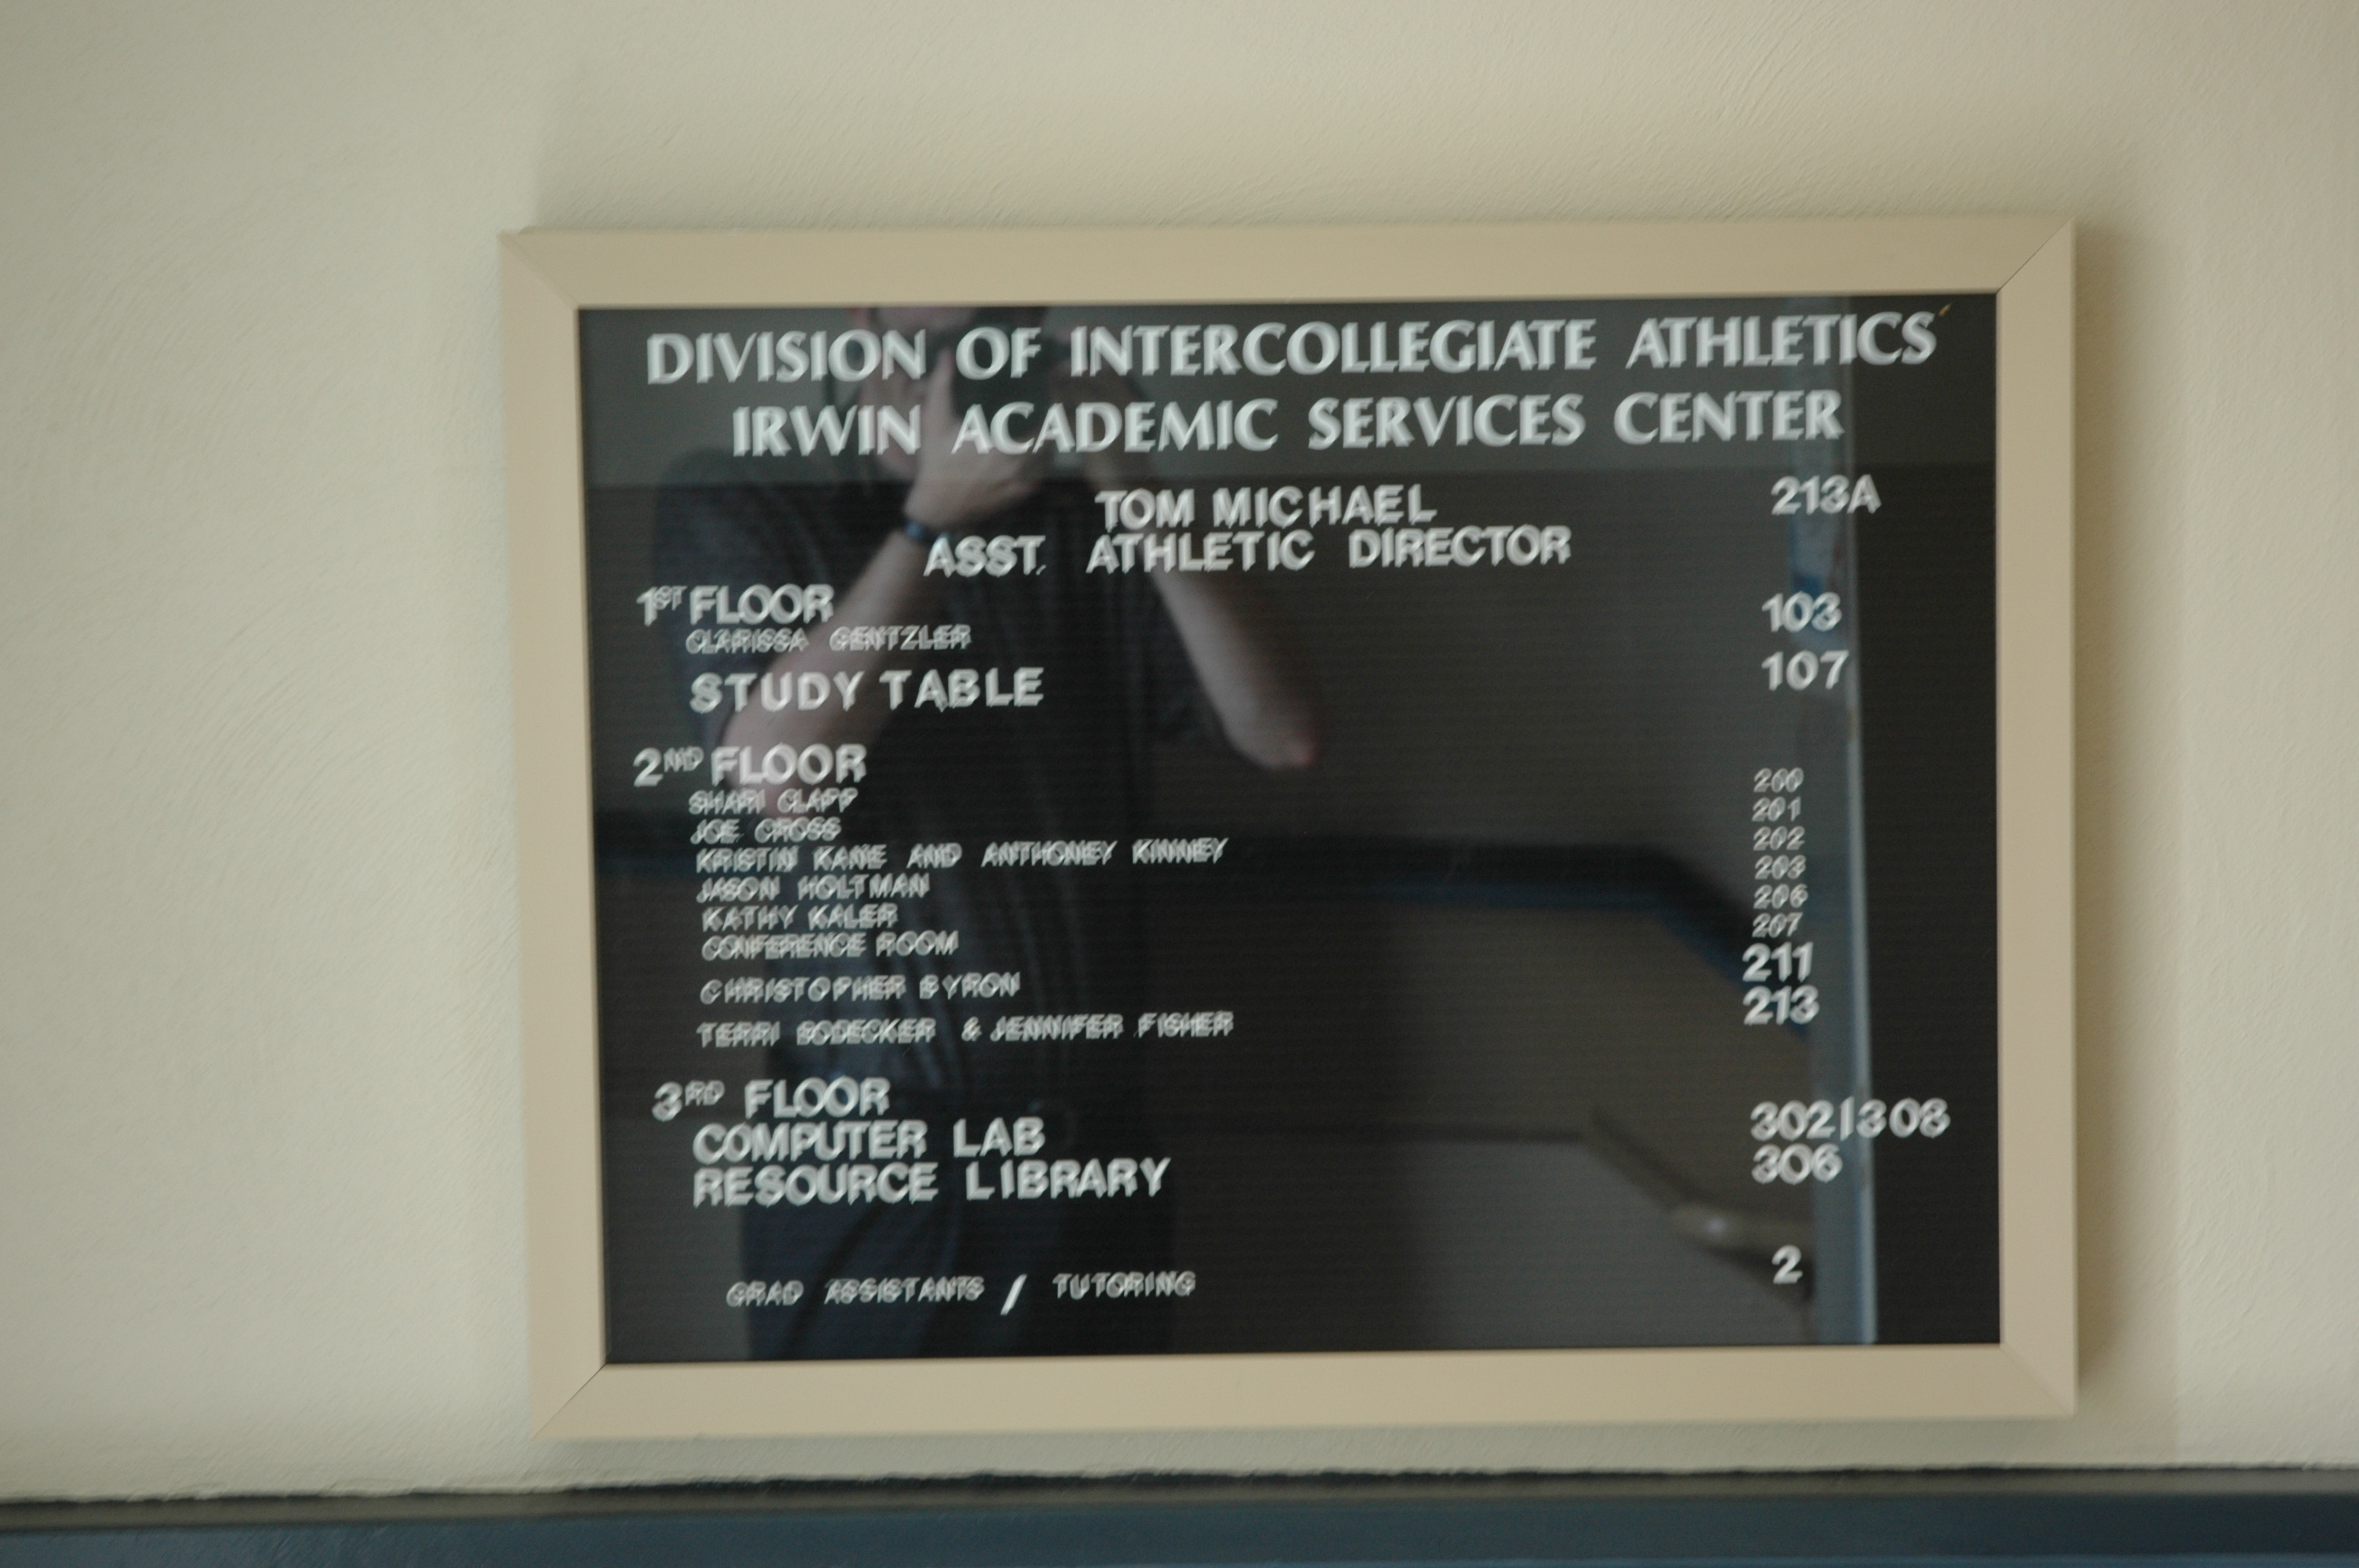 DIVISION OF INTERCOLLEGIATE ATHLETICS
IRWIN ACADEMIC SERVICES CENTER
TOM MICHAEL 213A
ASST. ATHLETIC DIRECTOR
1ST FLOOR 103
CLARISSA GENTZLER
STUDY TABLE 107
2ND FLOOR
SHARI CLAPP 200
JOE CROSS 201
KRISTIN KANE AND ANTHONEY KINNEY 202
JASON HOLTMAN 203
KATHY KALER 206
CONFERENCE ROOM 207
CHRISTOPHER BYRON 211
TERRI BODECKER & JENNIFER FISHER 213
3RD FLOOR
COMPUTER LAB 302/308
RESOURCE LIBRARY 306
GRAD ASSISTANTS / TUTORING 2